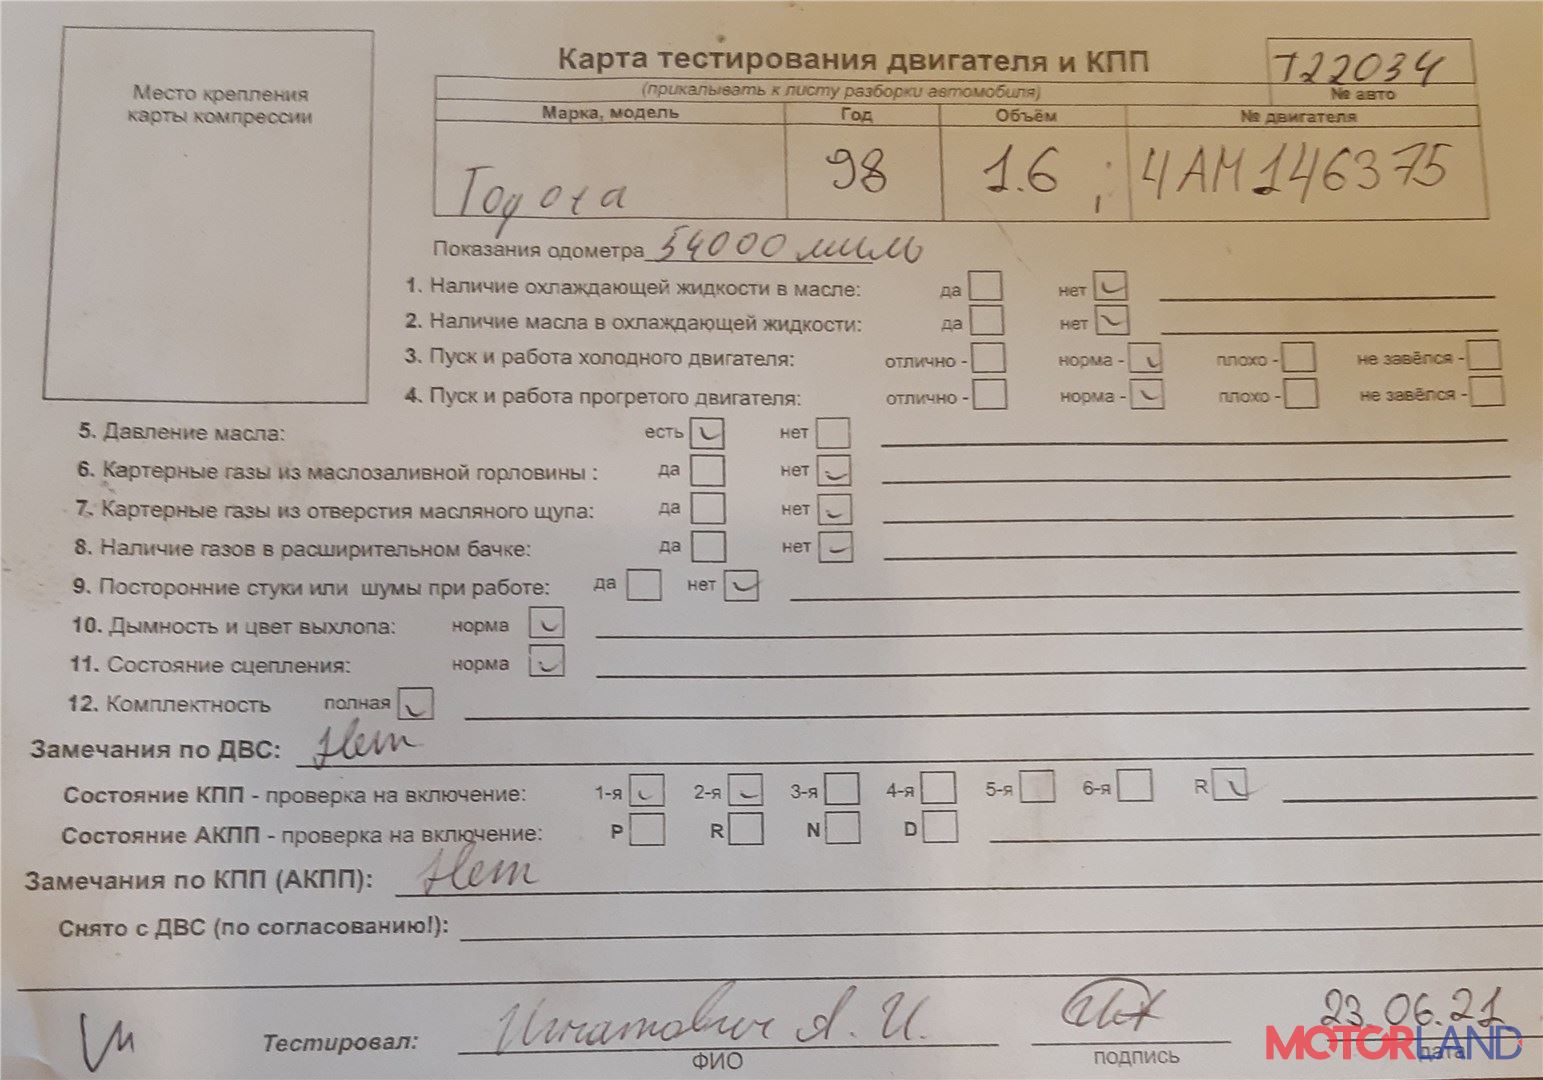 Место крепления
карты компрессии
Карта тестирования двигателя и КПП
722034
(прикалывать к листу разборки автомобиля)
№ авто
Марка, модель Год Объём № двигателя
Тоyота 98 1.6 ; 4АМ146375
Показания одометра 54000 миль
1. Наличие охлаждающей жидкости в масле: да нет
2. Наличие масла в охлаждающей жидкости: да нет
3. Пуск и работа холодного двигателя: отлично - норма - плохо - не завёлся -
4. Пуск и работа прогретого двигателя: отлично - норма - плохо - не завёлся -
5. Давление масла: есть нет
6. Картерные газы из маслозаливной горловины : да нет
7. Картерные газы из отверстия масляного щупа: да нет
8. Наличие газов в расширительном бачке: да нет
9. Посторонние стуки или шумы при работе: да нет
10. Дымность и цвет выхлопа: норма
11. Состояние сцепления: норма
12. Комплектность полная
Замечания по ДВС: Нет
Состояние КПП - проверка на включение: 1-я 2-я 3-я 4-я 5-я 6-я R
Состояние АКПП - проверка на включение: P R N D
Замечания по КПП (АКПП): Нет
Снято с ДВС (по согласованию!):
Тестировал: Игнатович А. И. 23.06.21
ФИО подпись дата
MOTORLAND